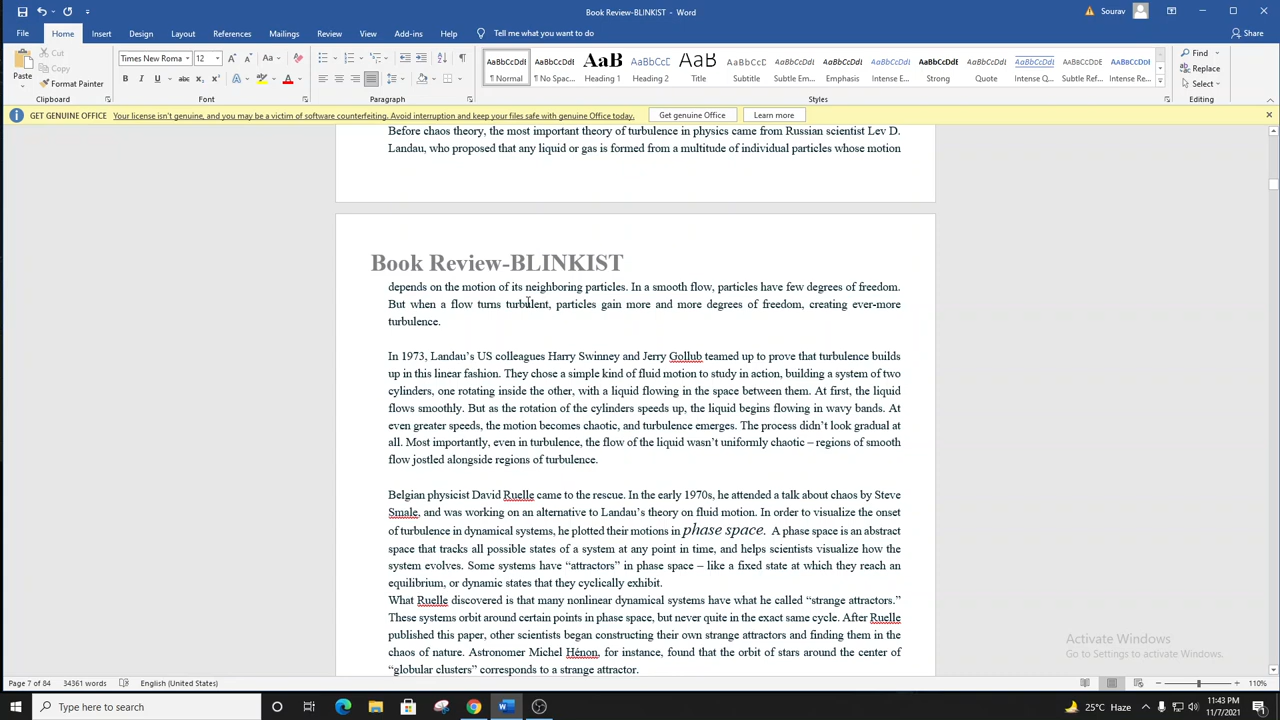 Book Review-BLINKIST - Word
Sourav
File Home Insert Design Layout References Mailings Review View Add-ins Help Tell me what you want to do Share
Paste Cut Copy Format Painter
Clipboard
Times New Roma 12
Font
Paragraph
AaBbCcDdI ¶ Normal
AaBbCcDdI ¶ No Spac...
AaB Heading 1
AaBbCcDdI Heading 2
AaB Title
AaBbCcDdI Subtitle
AaBbCcDdI Subtle Em...
AaBbCcDdI Emphasis
AaBbCcDdI Intense E...
AaBbCcDdI Strong
AaBbCcDdI Quote
AaBbCcDdI Intense Q...
AaBbCcDdI Subtle Ref...
AaBbCcDdI Intense Re...
Styles
Find
Replace
Select
Editing
GET GENUINE OFFICE Your license isn't genuine, and you may be a victim of software counterfeiting. Avoid interruption and keep your files safe with genuine Office today. Get genuine Office Learn more
Before chaos theory, the most important theory of turbulence in physics came from Russian scientist Lev D.
Landau, who proposed that any liquid or gas is formed from a multitude of individual particles whose motion
Book Review-BLINKIST
depends on the motion of its neighboring particles. In a smooth flow, particles have few degrees of freedom.
But when a flow turns turbulent, particles gain more and more degrees of freedom, creating ever-more
turbulence.
In 1973, Landau's US colleagues Harry Swinney and Jerry Gollub teamed up to prove that turbulence builds
up in this linear fashion. They chose a simple kind of fluid motion to study in action, building a system of two
cylinders, one rotating inside the other, with a liquid flowing in the space between them. At first, the liquid
flows smoothly. But as the rotation of the cylinders speeds up, the liquid begins flowing in wavy bands. At
even greater speeds, the motion becomes chaotic, and turbulence emerges. The process didn't look gradual at
all. Most importantly, even in turbulence, the flow of the liquid wasn't uniformly chaotic – regions of smooth
flow jostled alongside regions of turbulence.
Belgian physicist David Ruelle came to the rescue. In the early 1970s, he attended a talk about chaos by Steve
Smale, and was working on an alternative to Landau's theory on fluid motion. In order to visualize the onset
of turbulence in dynamical systems, he plotted their motions in phase space. A phase space is an abstract
space that tracks all possible states of a system at any point in time, and helps scientists visualize how the
system evolves. Some systems have “attractors” in phase space – like a fixed state at which they reach an
equilibrium, or dynamic states that they cyclically exhibit.
What Ruelle discovered is that many nonlinear dynamical systems have what he called “strange attractors.”
These systems orbit around certain points in phase space, but never quite in the exact same cycle. After Ruelle
published this paper, other scientists began constructing their own strange attractors and finding them in the
chaos of nature. Astronomer Michel Hénon, for instance, found that the orbit of stars around the center of
“globular clusters” corresponds to a strange attractor.
Activate Windows
Go to Settings to activate Windows.
Page 7 of 84 34361 words English (United States) 110%
Type here to search
25°C Haze
11:43 PM
11/7/2021